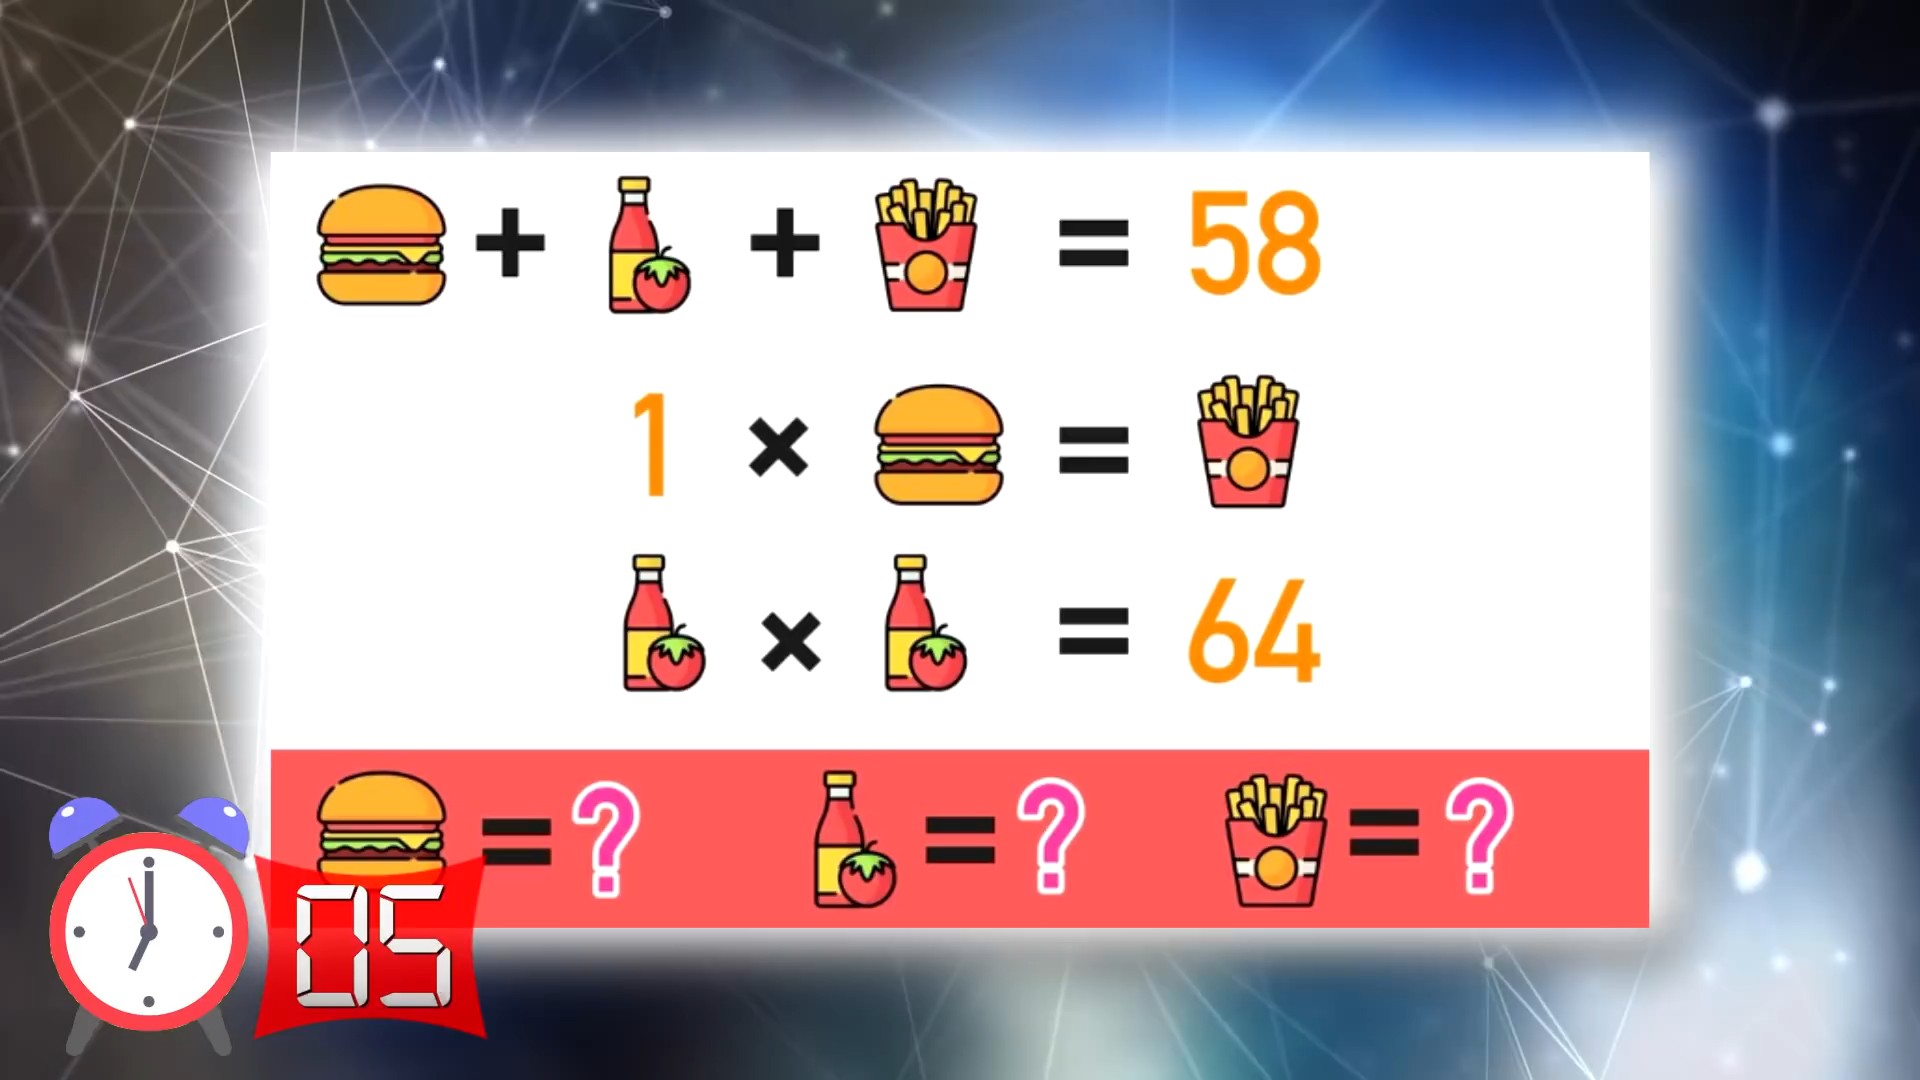 + + = 58
1 × =
× = 64
= ? = ? = ?
05